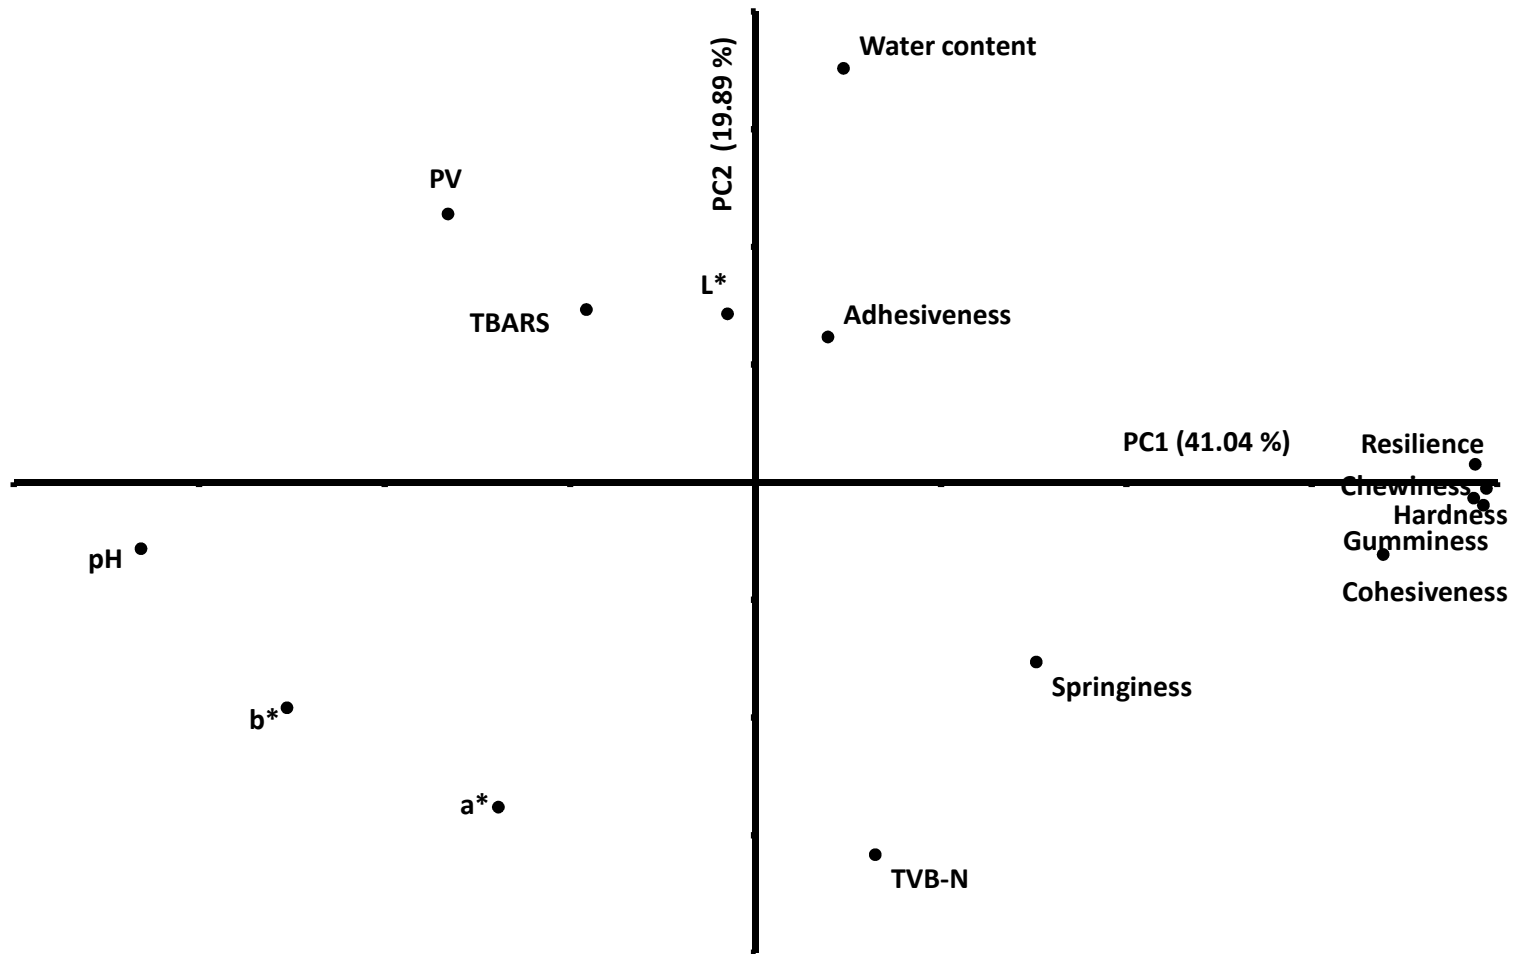 Water content
PC2 (19.89 %)
PV
L*
TBARS
Adhesiveness
PC1 (41.04 %)
Resilience
Chewiness
Hardness
Gumminess
pH
Cohesiveness
Springiness
b*
a*
TVB-N